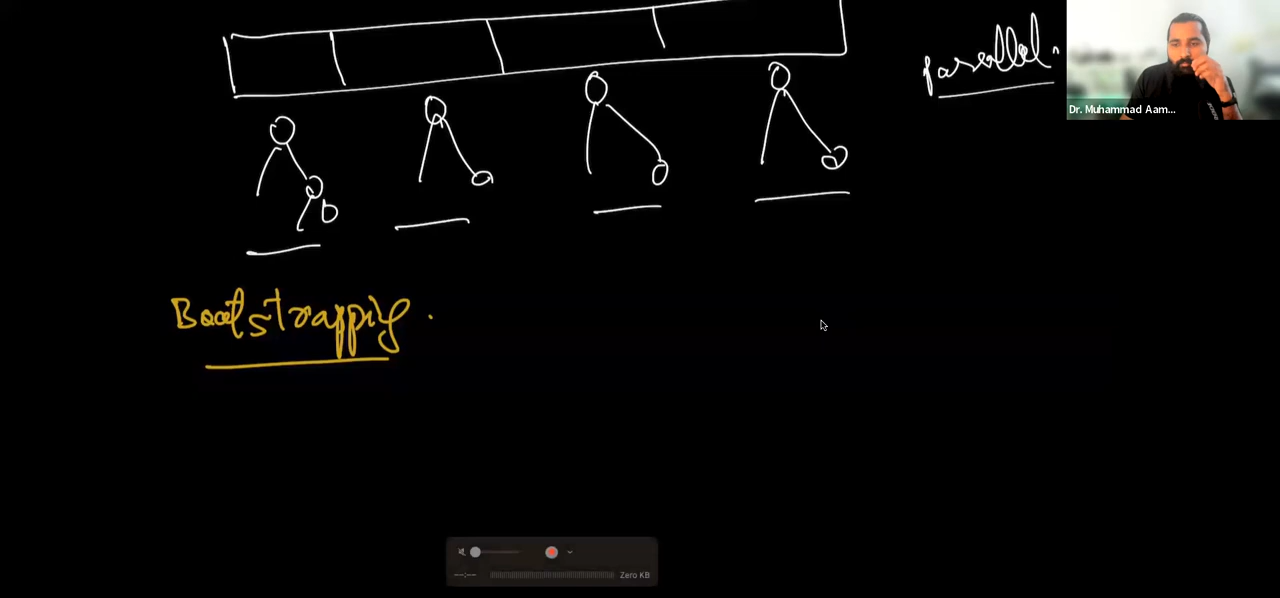 parallel.
Dr. Muhammad Aam...
Bootstrapping.
--:--
Zero KB